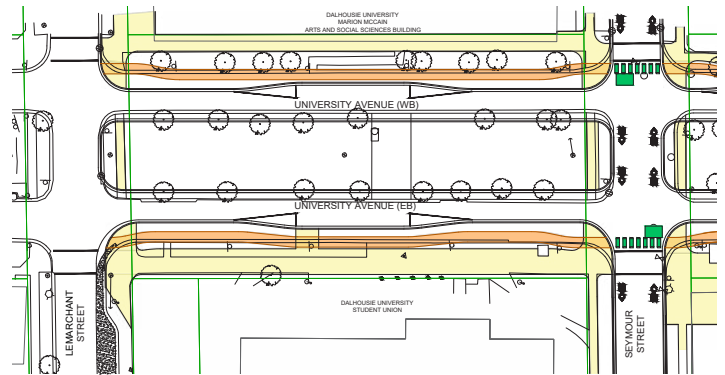 DALHOUSIE UNIVERSITY
MARION MCCAIN
ARTS AND SOCIAL SCIENCES BUILDING
UNIVERSITY AVENUE (WB)
UNIVERSITY AVENUE (EB)
DALHOUSIE UNIVERSITY
STUDENT UNION
LEMARCHANT
STREET
SEYMOUR
STREET